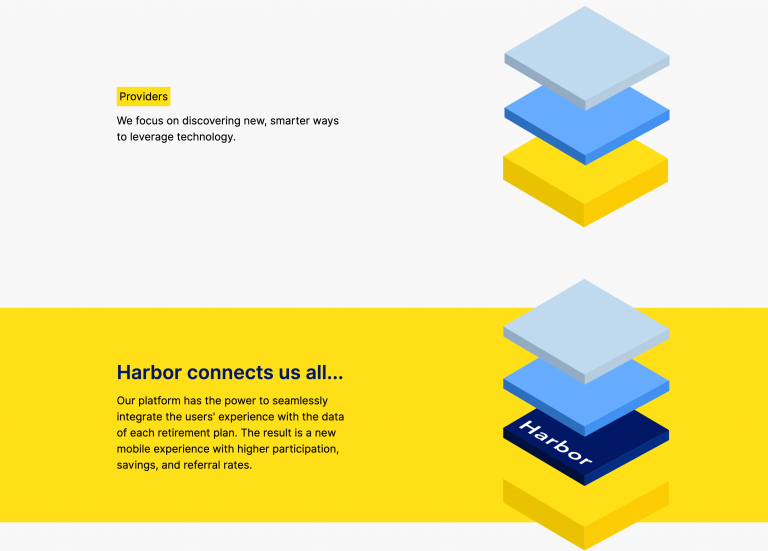 Providers
We focus on discovering new, smarter ways
to leverage technology.
Harbor connects us all...
Our platform has the power to seamlessly
integrate the users' experience with the data
of each retirement plan. The result is a new
mobile experience with higher participation,
savings, and referral rates.
Harbor